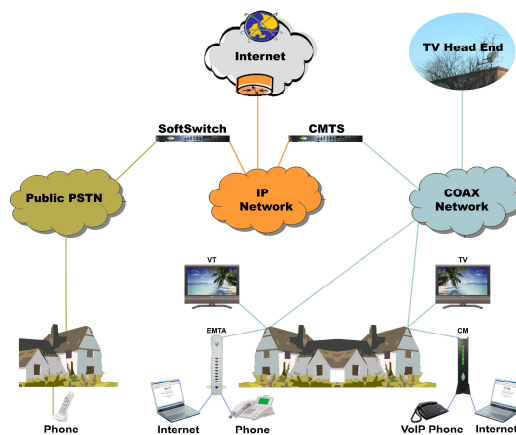 Internet
TV Head End
SoftSwitch
CMTS
Public PSTN
IP
Network
COAX
Network
VT
TV
EMTA
CM
Phone
Internet
Phone
VoIP Phone
Internet